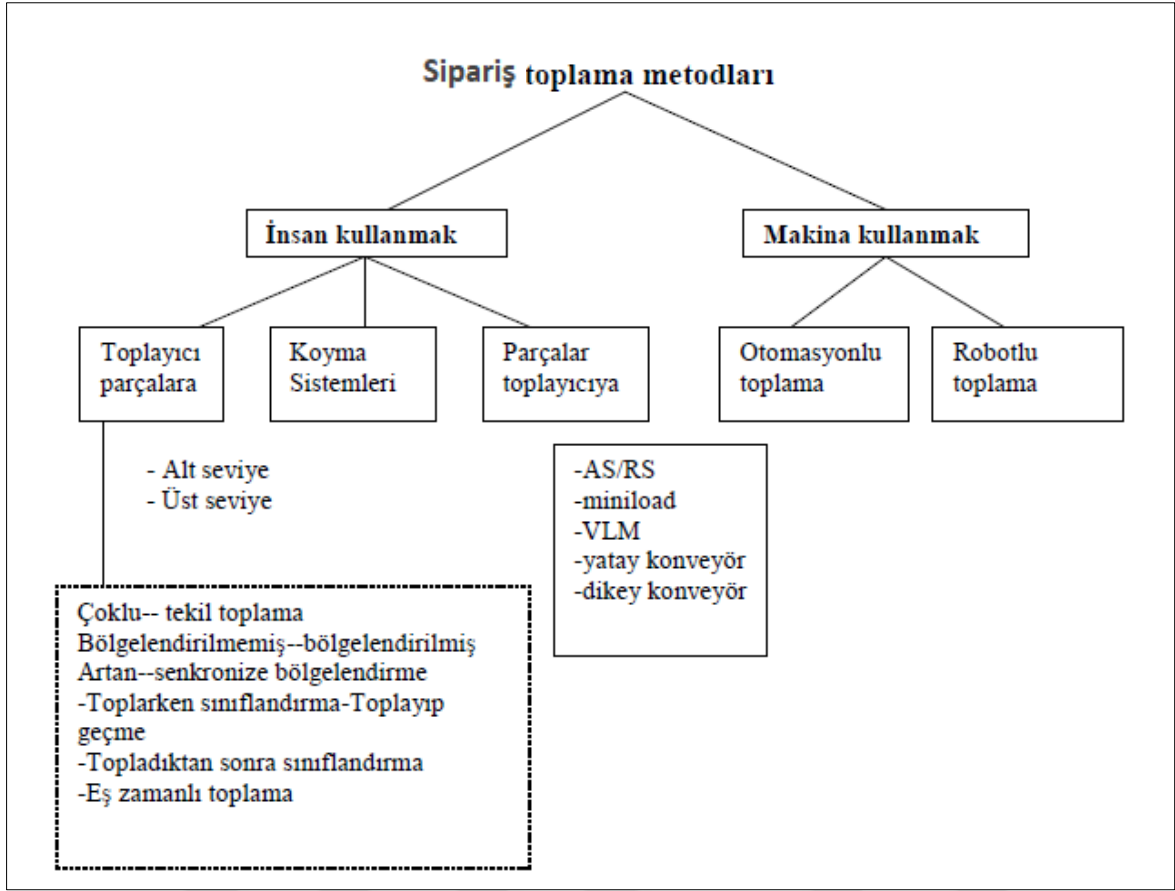 Sipariş toplama metodları
İnsan kullanmak
Makina kullanmak
Toplayıcı
parçalara
Koyma
Sistemleri
Parçalar
toplayıcıya
Otomasyonlu
toplama
Robotlu
toplama
- Alt seviye
- Üst seviye
-AS/RS
-miniload
-VLM
-yatay konveyör
-dikey konveyör
Çoklu-- tekil toplama
Bölgelendirilmemiş--bölgelendirilmiş
Artan--senkronize bölgelendirme
-Toplarken sınıflandırma-Toplayıp
geçme
-Topladıktan sonra sınıflandırma
-Eş zamanlı toplama